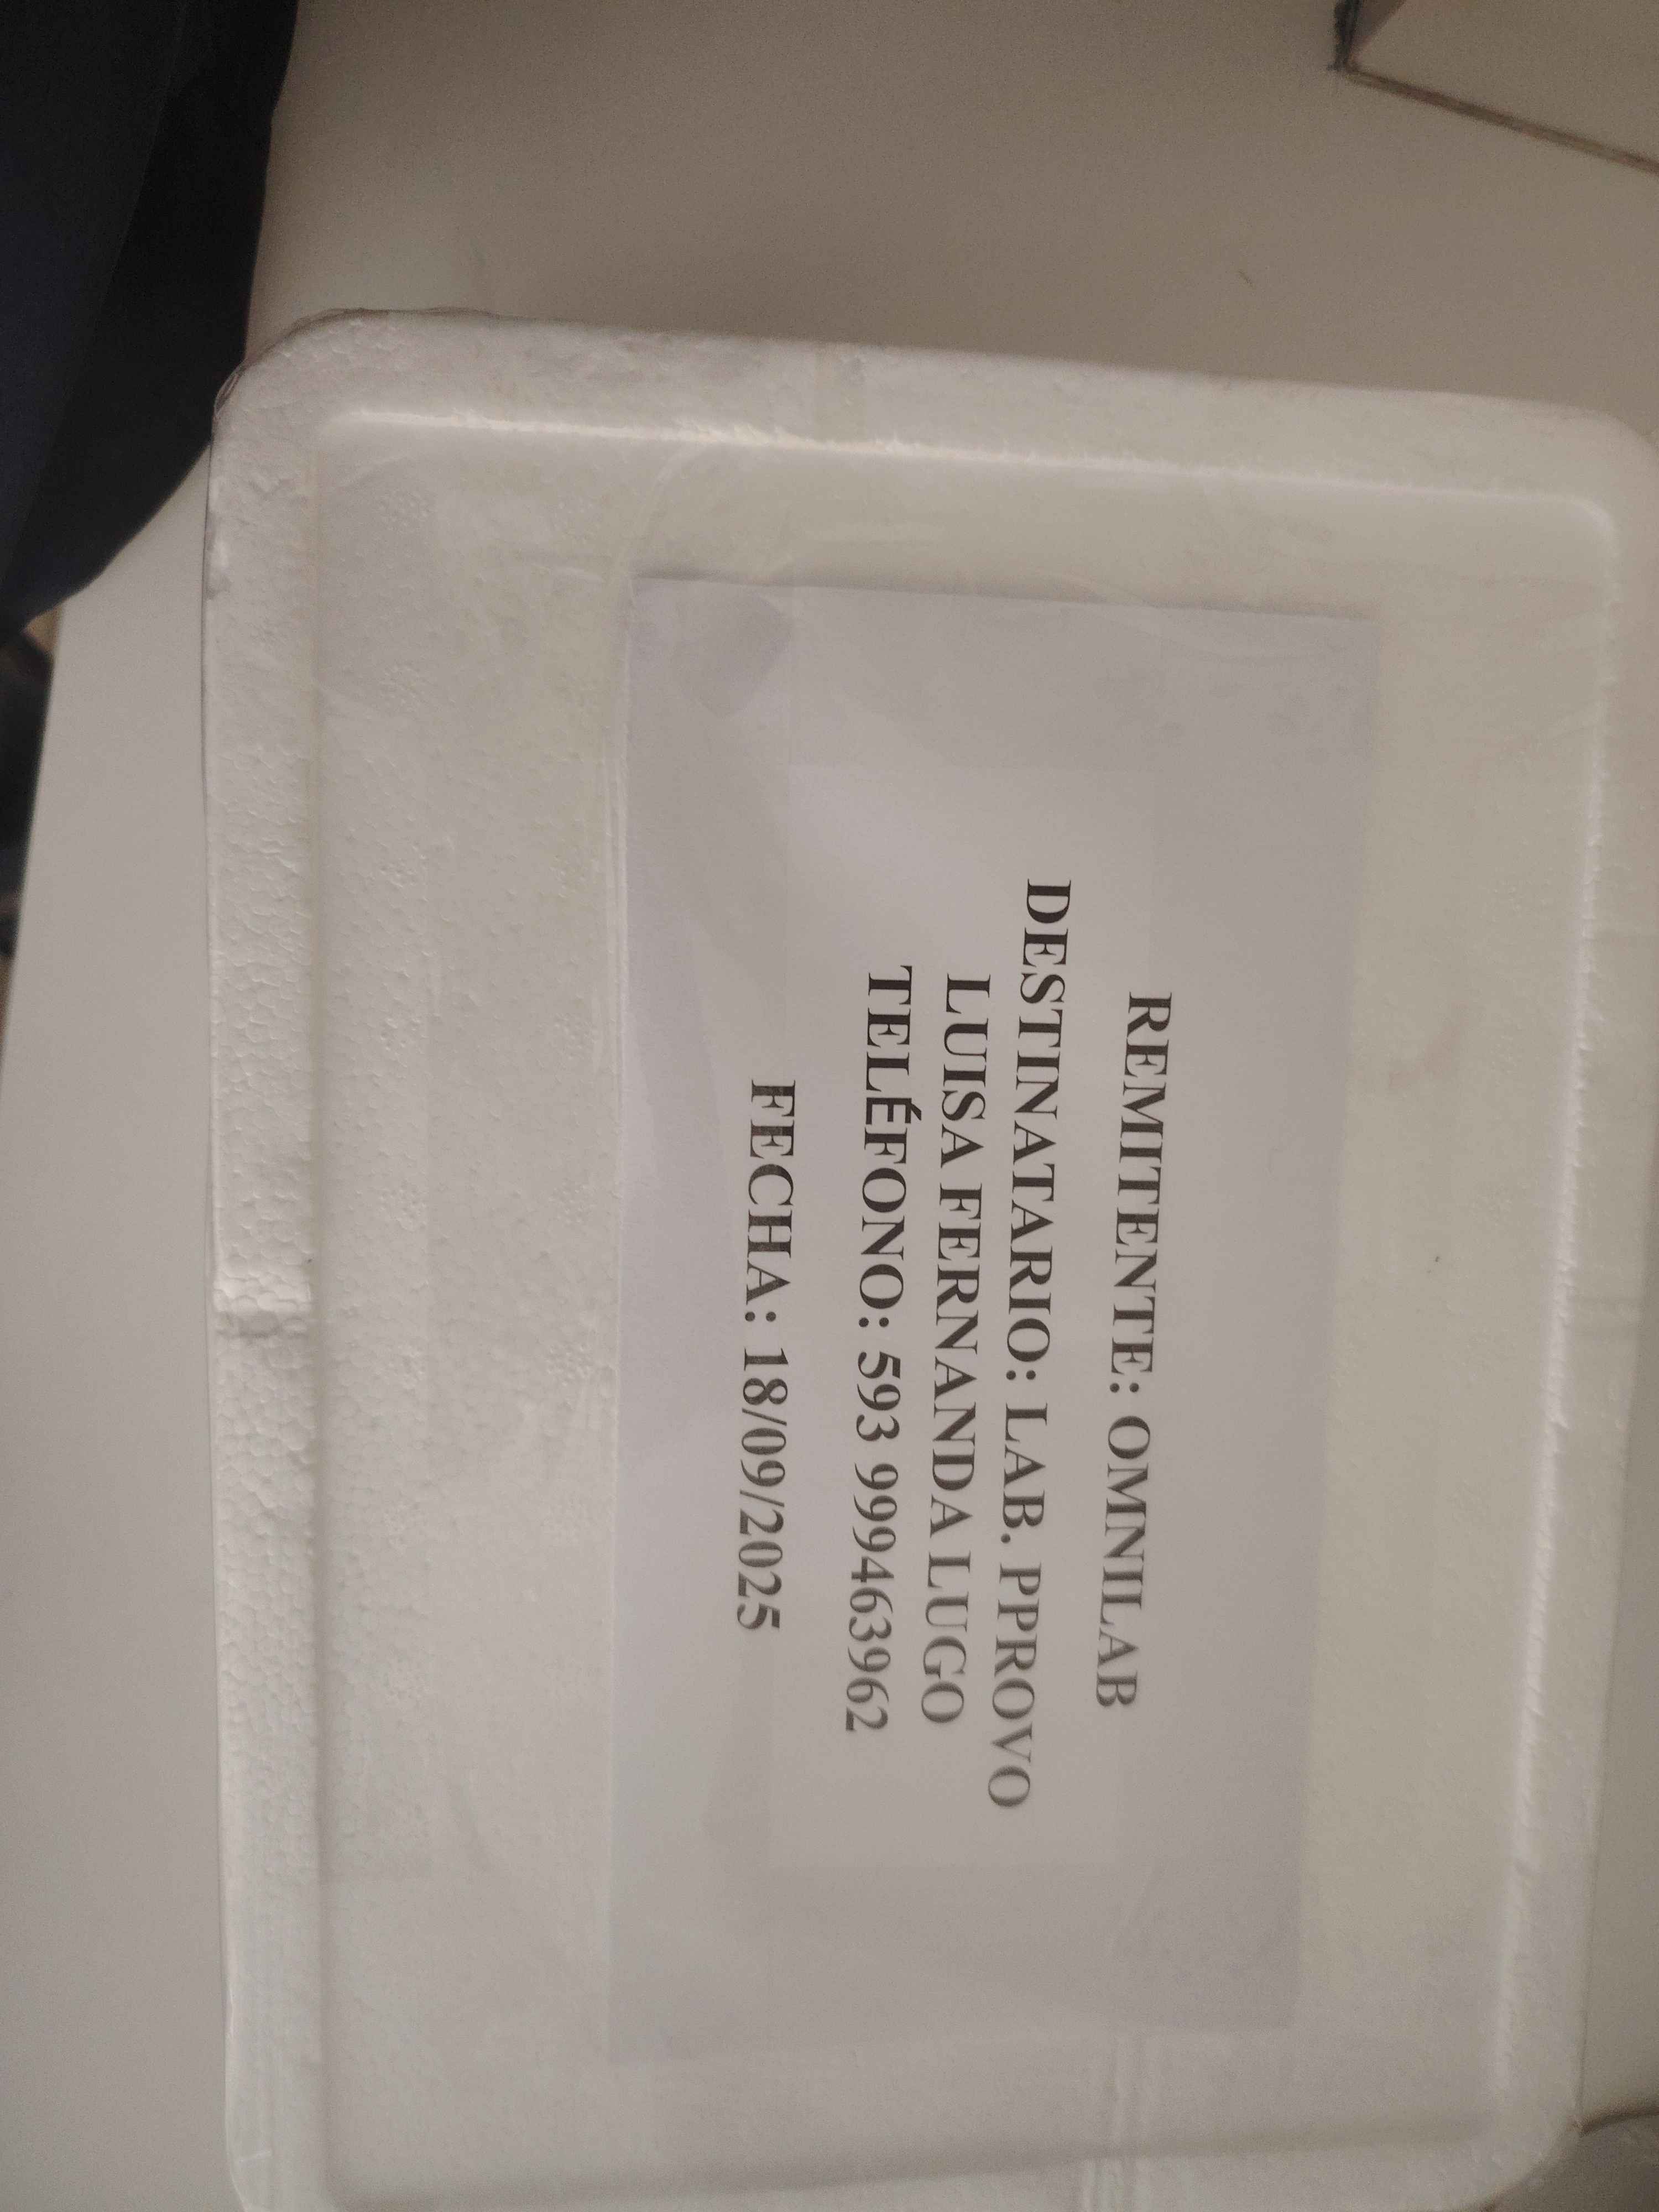 REMITENTE: OMNILAB
DESTINATARIO: LAB. PPROVO
LUISA FERNANDA LUGO
TELÉFONO: 593 999463962
FECHA: 18/09/2025